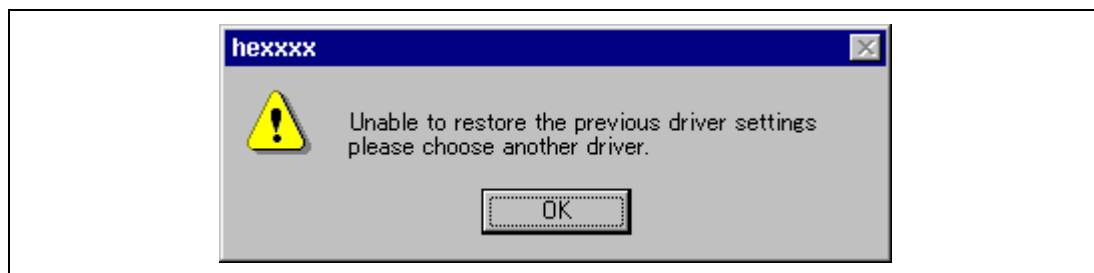 hexxxx
Unable to restore the previous driver settings
please choose another driver.
OK